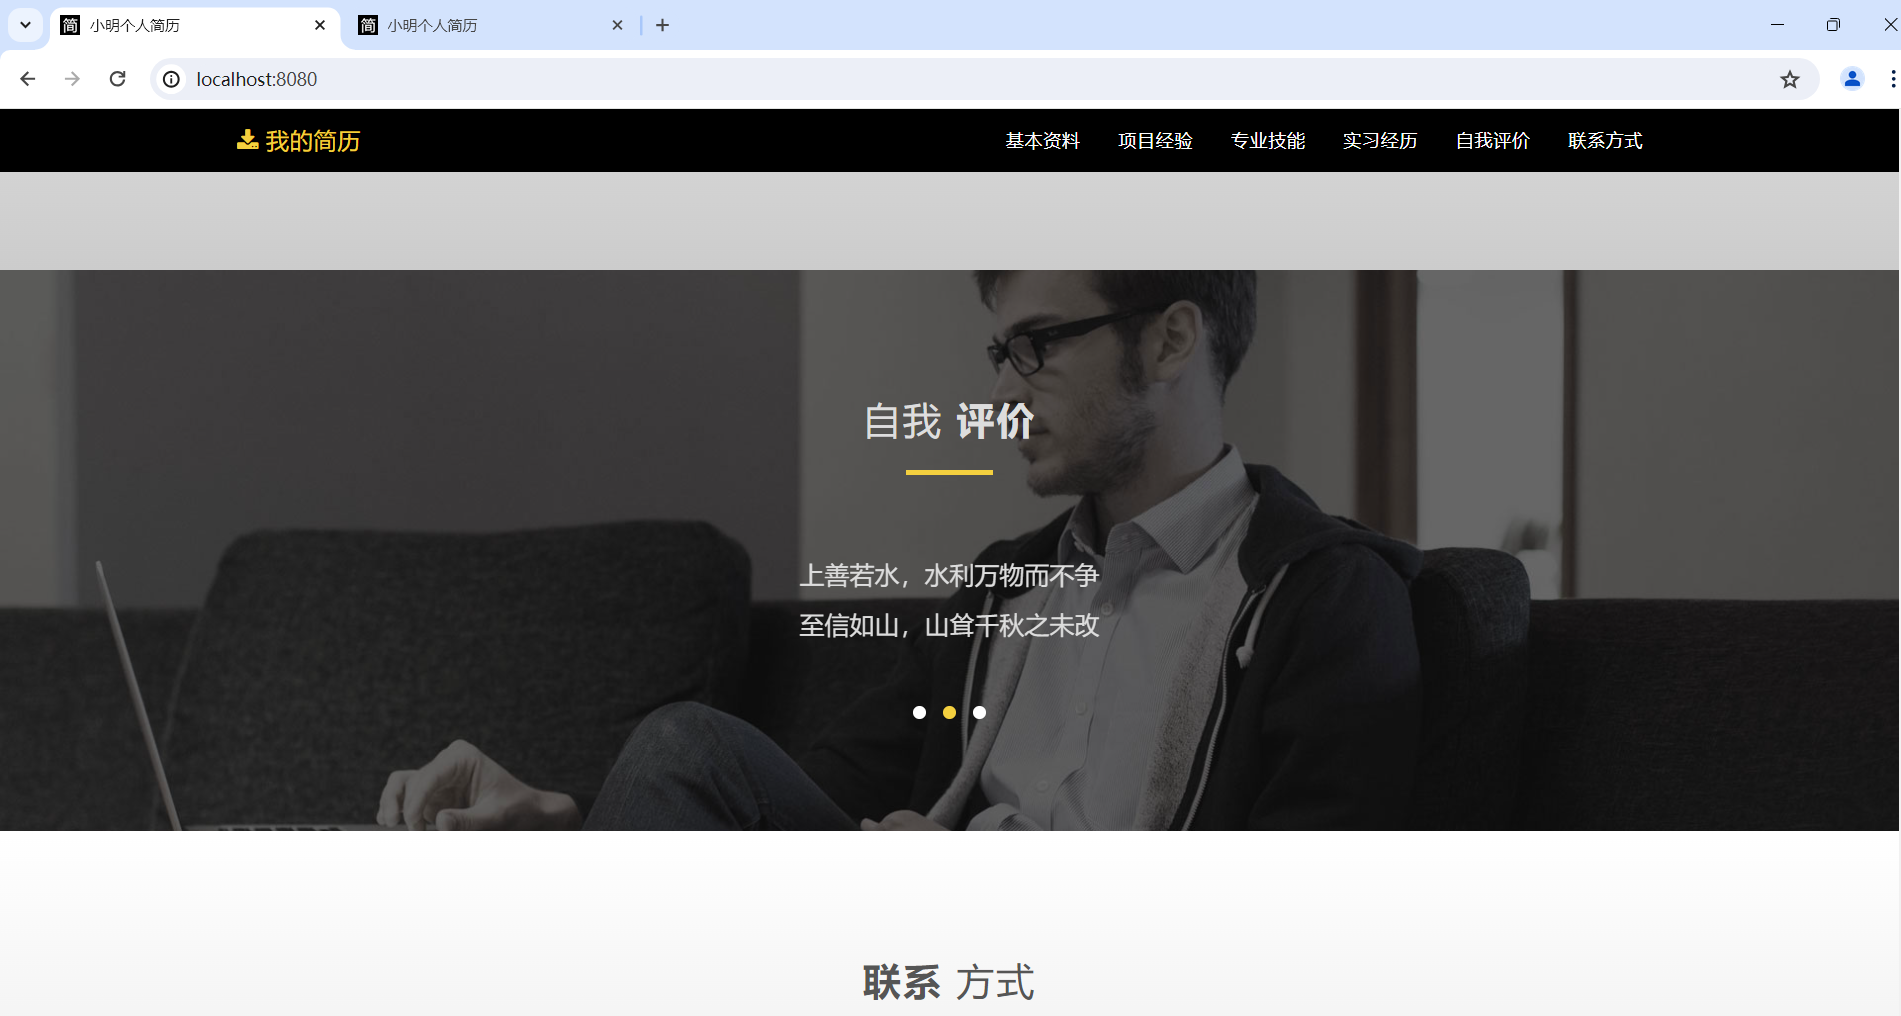 简 小明个人简历
简 小明个人简历
localhost:8080
我的简历
基本资料 项目经验 专业技能 实习经历 自我评价 联系方式
自我 评价
上善若水，水利万物而不争
至信如山，山耸千秋之未改
联系 方式